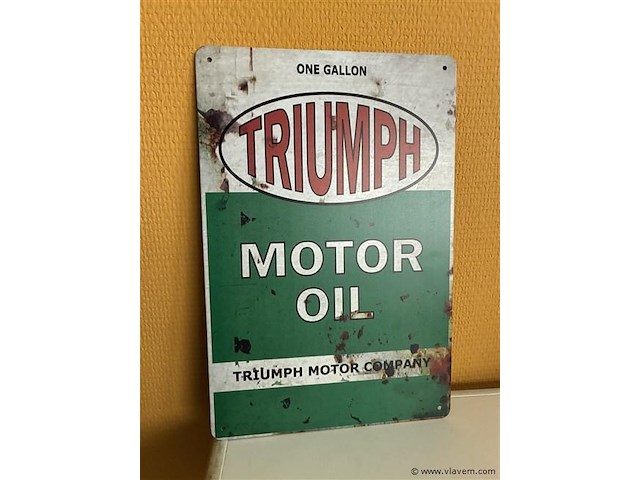 ONE GALLON
TRIUMPH
MOTOR
OIL
TRIUMPH MOTOR COMPANY
© www.vlavem.com